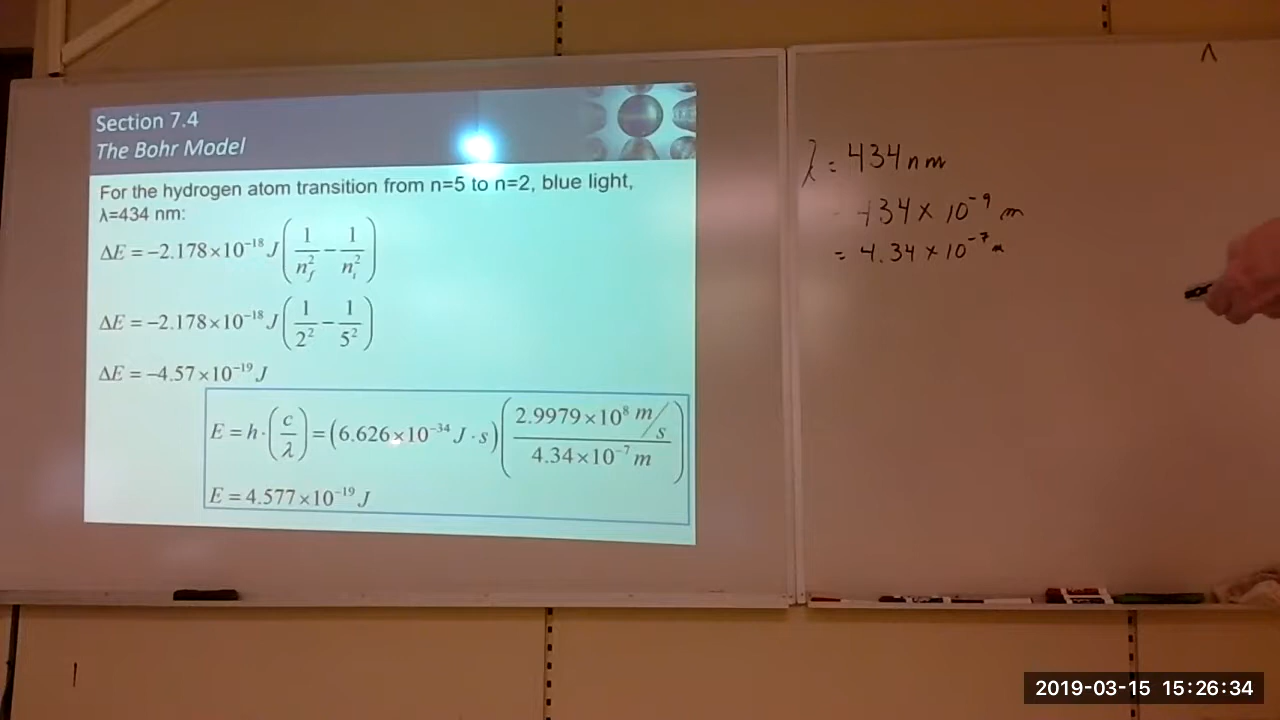 Section 7.4
The Bohr Model
For the hydrogen atom transition from n=5 to n=2, blue light,
λ=434 nm:
ΔE = −2.178×10⁻¹⁸ J (1/n_f² − 1/n_i²)
ΔE = −2.178×10⁻¹⁸ J (1/2² − 1/5²)
ΔE = −4.57×10⁻¹⁹ J
E = h·(c/λ) = (6.626×10⁻³⁴ J·s)(2.9979×10⁸ m/s / 4.34×10⁻⁷ m)
E = 4.577×10⁻¹⁹ J
λ = 434 nm
434 × 10⁻⁹ m
= 4.34 × 10⁻⁷ m
2019-03-15 15:26:34